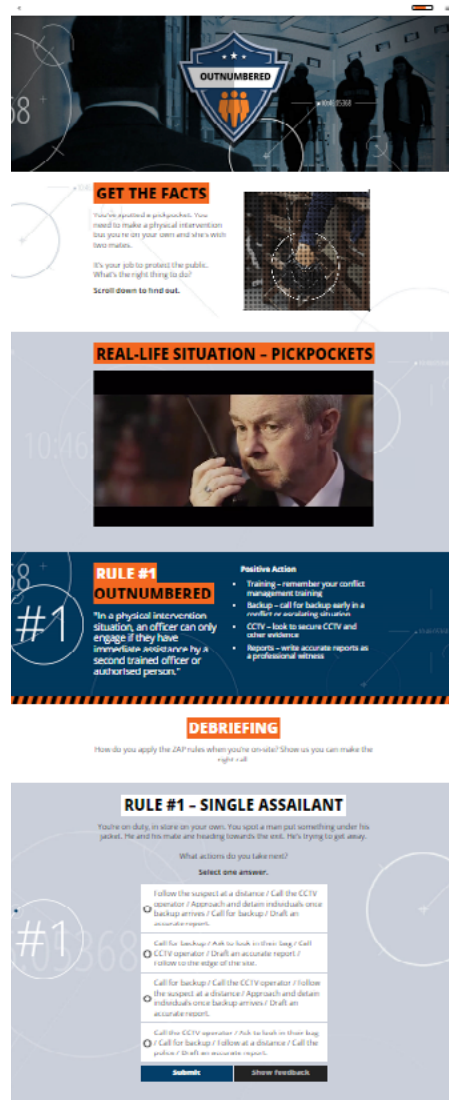 OUTNUMBERED
GET THE FACTS
You've spotted a pickpocket. You
need to make a physical intervention
but you're on your own and she's with
two mates.
It's your job to protect the public.
What's the right thing to do?
Scroll down to find out.
REAL-LIFE SITUATION – PICKPOCKETS
10:46
#1
RULE #1
OUTNUMBERED
"In a physical intervention
situation, an officer can only
engage if they have
immediate assistance by a
second trained officer or
authorised person."
Positive Action
• Training – remember your conflict
management training
• Backup – call for backup early in a
conflict or escalating situation
• CCTV – look to secure CCTV and
other evidence
• Reports – write accurate reports as
a professional witness
DEBRIEFING
How do you apply the ZAP rules when you're on-site? Show us you can make the
right call
RULE #1 – SINGLE ASSAILANT
You're on duty, in store on your own. You spot a man put something under his
jacket. He and his mate are heading towards the exit. He's trying to get away.
What actions do you take next?
Select one answer.
#1
Follow the suspect at a distance / Call the CCTV
operator / Approach and detain individuals once
backup arrives / Call for backup / Draft an
accurate report.
Call for backup / Ask to look in their bag / Call
CCTV operator / Draft an accurate report /
Follow to the edge of the site.
Call for backup / Call the CCTV operator / Follow
the suspect at a distance / Approach and detain
individuals once backup arrives / Draft an
accurate report.
Call the CCTV operator / Ask to look in their bag
/ Call for backup / Follow at a distance / Call the
police / Draft an accurate report.
Submit
Show Feedback